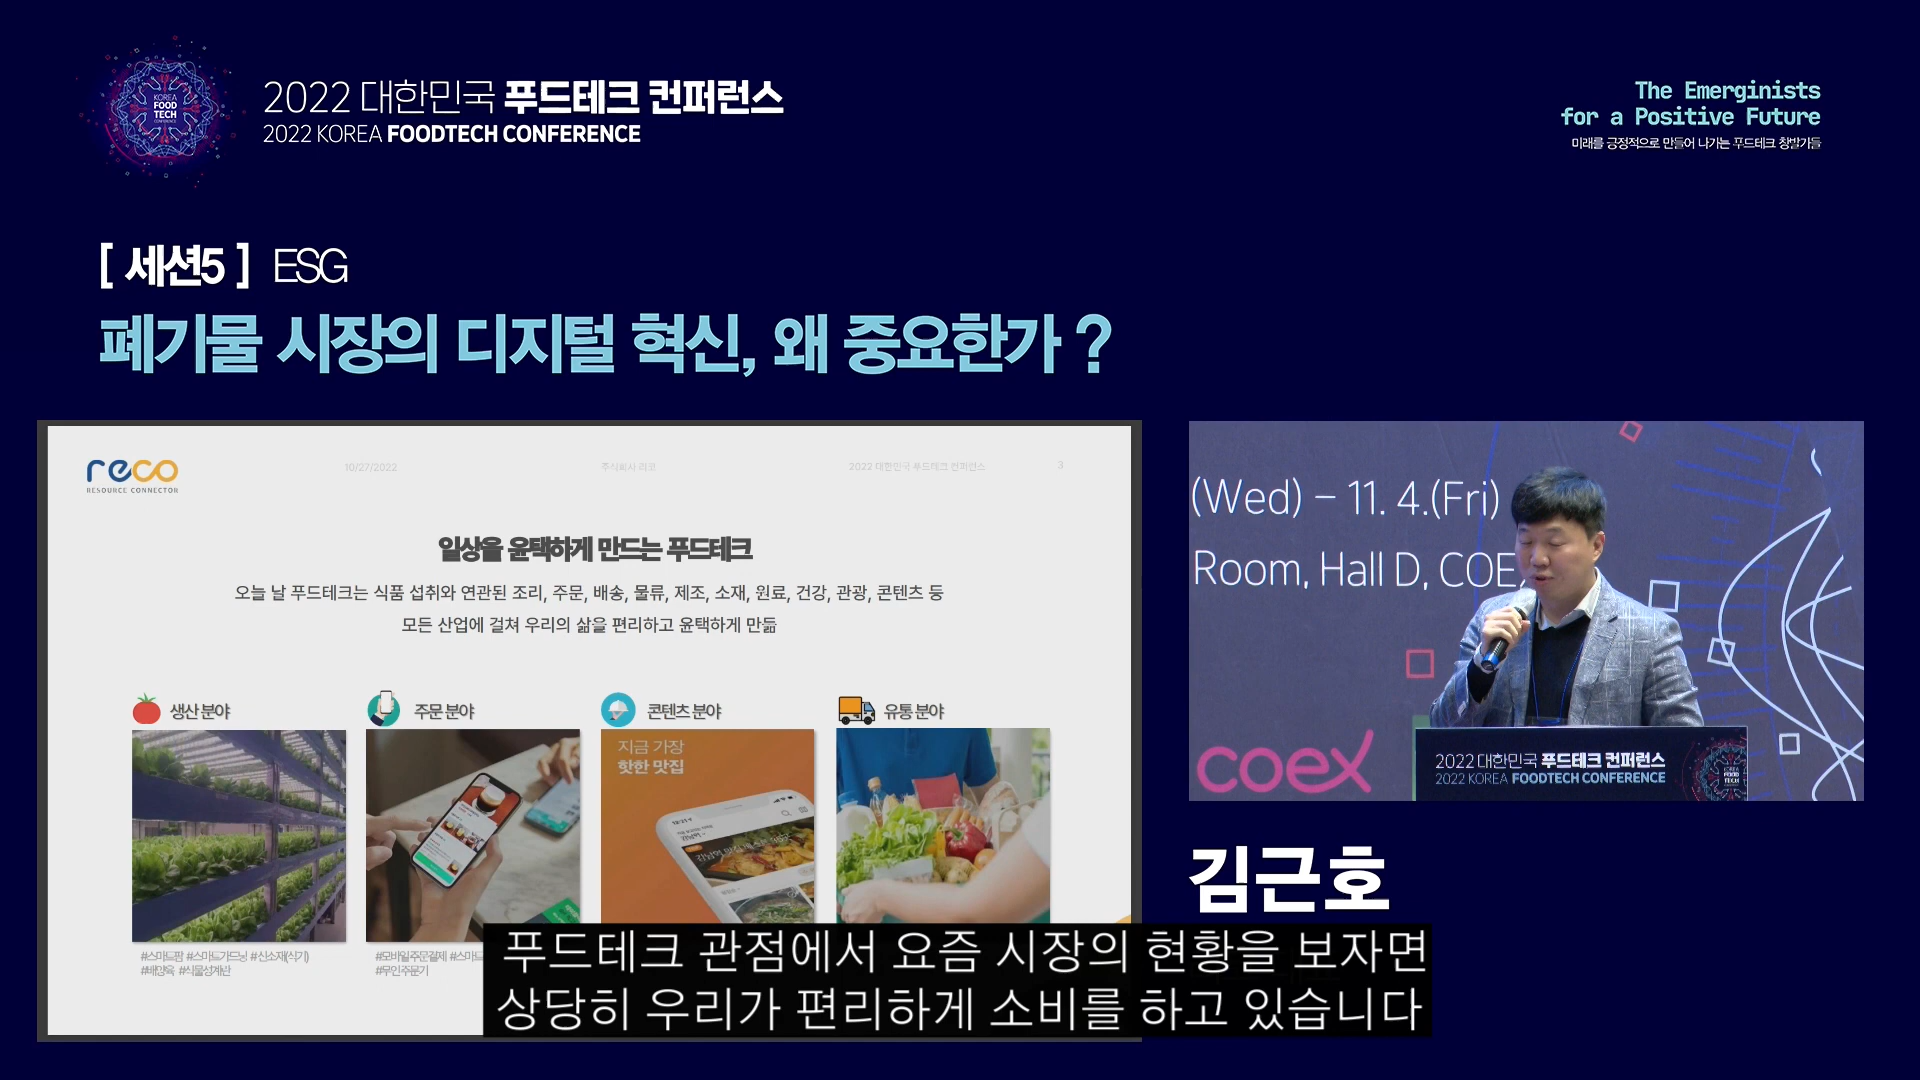 KOREA
FOOD
TECH
CONFERENCE
2022 대한민국 푸드테크 컨퍼런스
2022 KOREA FOODTECH CONFERENCE
The Emerginists
for a Positive Future
미래를 긍정적으로 만들어 나가는 푸드테크 창발가들
[ 세션5 ] ESG
폐기물 시장의 디지털 혁신, 왜 중요한가 ?
reco
RESOURCE CONNECTOR
10/27/2022
주식회사 리코
2022 대한민국 푸드테크 컨퍼런스
3
일상을 윤택하게 만드는 푸드테크
오늘 날 푸드테크는 식품 섭취와 연관된 조리, 주문, 배송, 물류, 제조, 소재, 원료, 건강, 관광, 콘텐츠 등
모든 산업에 걸쳐 우리의 삶을 편리하고 윤택하게 만듦
생산 분야
주문 분야
콘텐츠 분야
유통 분야
지금 가장
핫한 맛집
#스마트팜 #스마트가드닝 #신소재(식기)
#배양육 #식물성계란
#모바일주문결제 #스마트
#무인주문기
(Wed) – 11. 4.(Fri)
Room, Hall D, COE
coex
2022 대한민국 푸드테크 컨퍼런스
2022 KOREA FOODTECH CONFERENCE
김근호
푸드테크 관점에서 요즘 시장의 현황을 보자면
상당히 우리가 편리하게 소비를 하고 있습니다